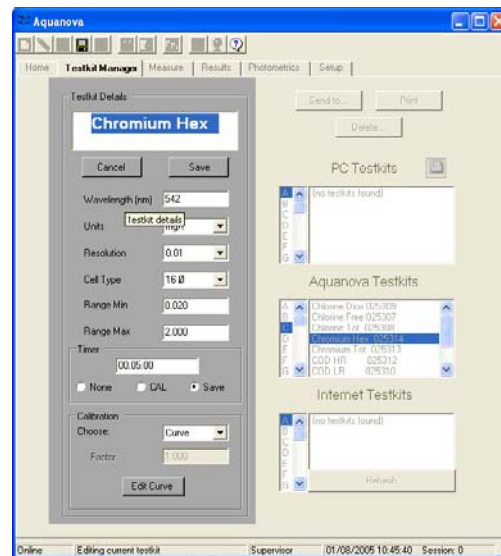 Aquanova
Home Testkit Manager Measure Results Photometrics Setup
Testkit Details
Chromium Hex
Cancel Save
Wavelength (nm) 542
Testkit details
Units
Resolution 0.01
Cell Type 16 Ø
Range Min 0.020
Range Max 2.000
Timer
00:05:00
None CAL Save
Calibration
Choose: Curve
Factor 1.000
Edit Curve
Send to... Print
Delete...
PC Testkits
A
B
C
D
E
F
G
(no testkits found)
Aquanova Testkits
A
B
C
D
E
F
G
Chlorine Diox 025309
Chlorine Free 025307
Chlorine Tot 025308
Chromium Hex 025314
Chromium Tot 025313
COD HR 025312
COD LR 025310
Internet Testkits
A
B
C
D
E
F
G
(no testkits found)
Refresh
Online Editing current testkit Supervisor 01/08/2005 10:45:40 Session: 0